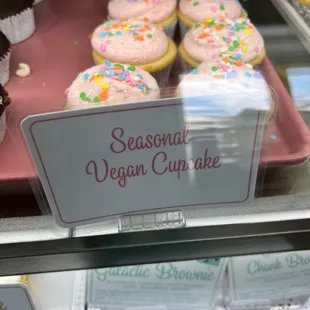 Seasonal
Vegan Cupcake
Galactic Brownie
Chunk Bro